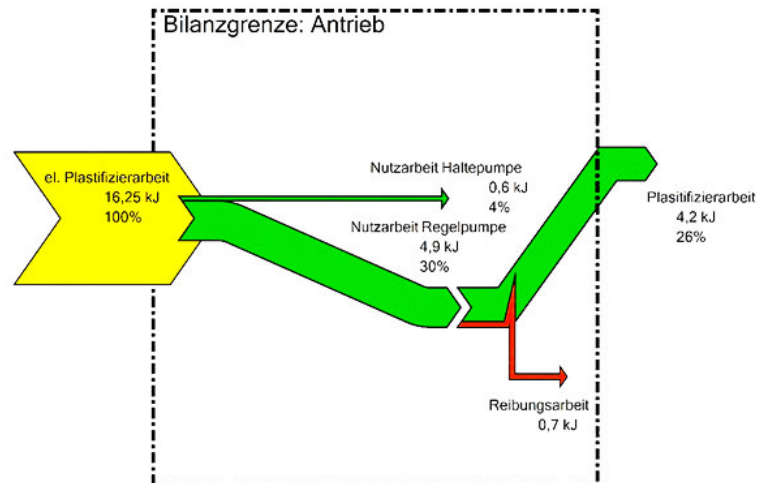 Bilanzgrenze: Antrieb
el. Plastifizierarbeit
16,25 kJ
100%
Nutzarbeit Haltepumpe
0,6 kJ
4%
Nutzarbeit Regelpumpe
4,9 kJ
30%
Plasitifizierarbeit
4,2 kJ
26%
Reibungsarbeit
0,7 kJ